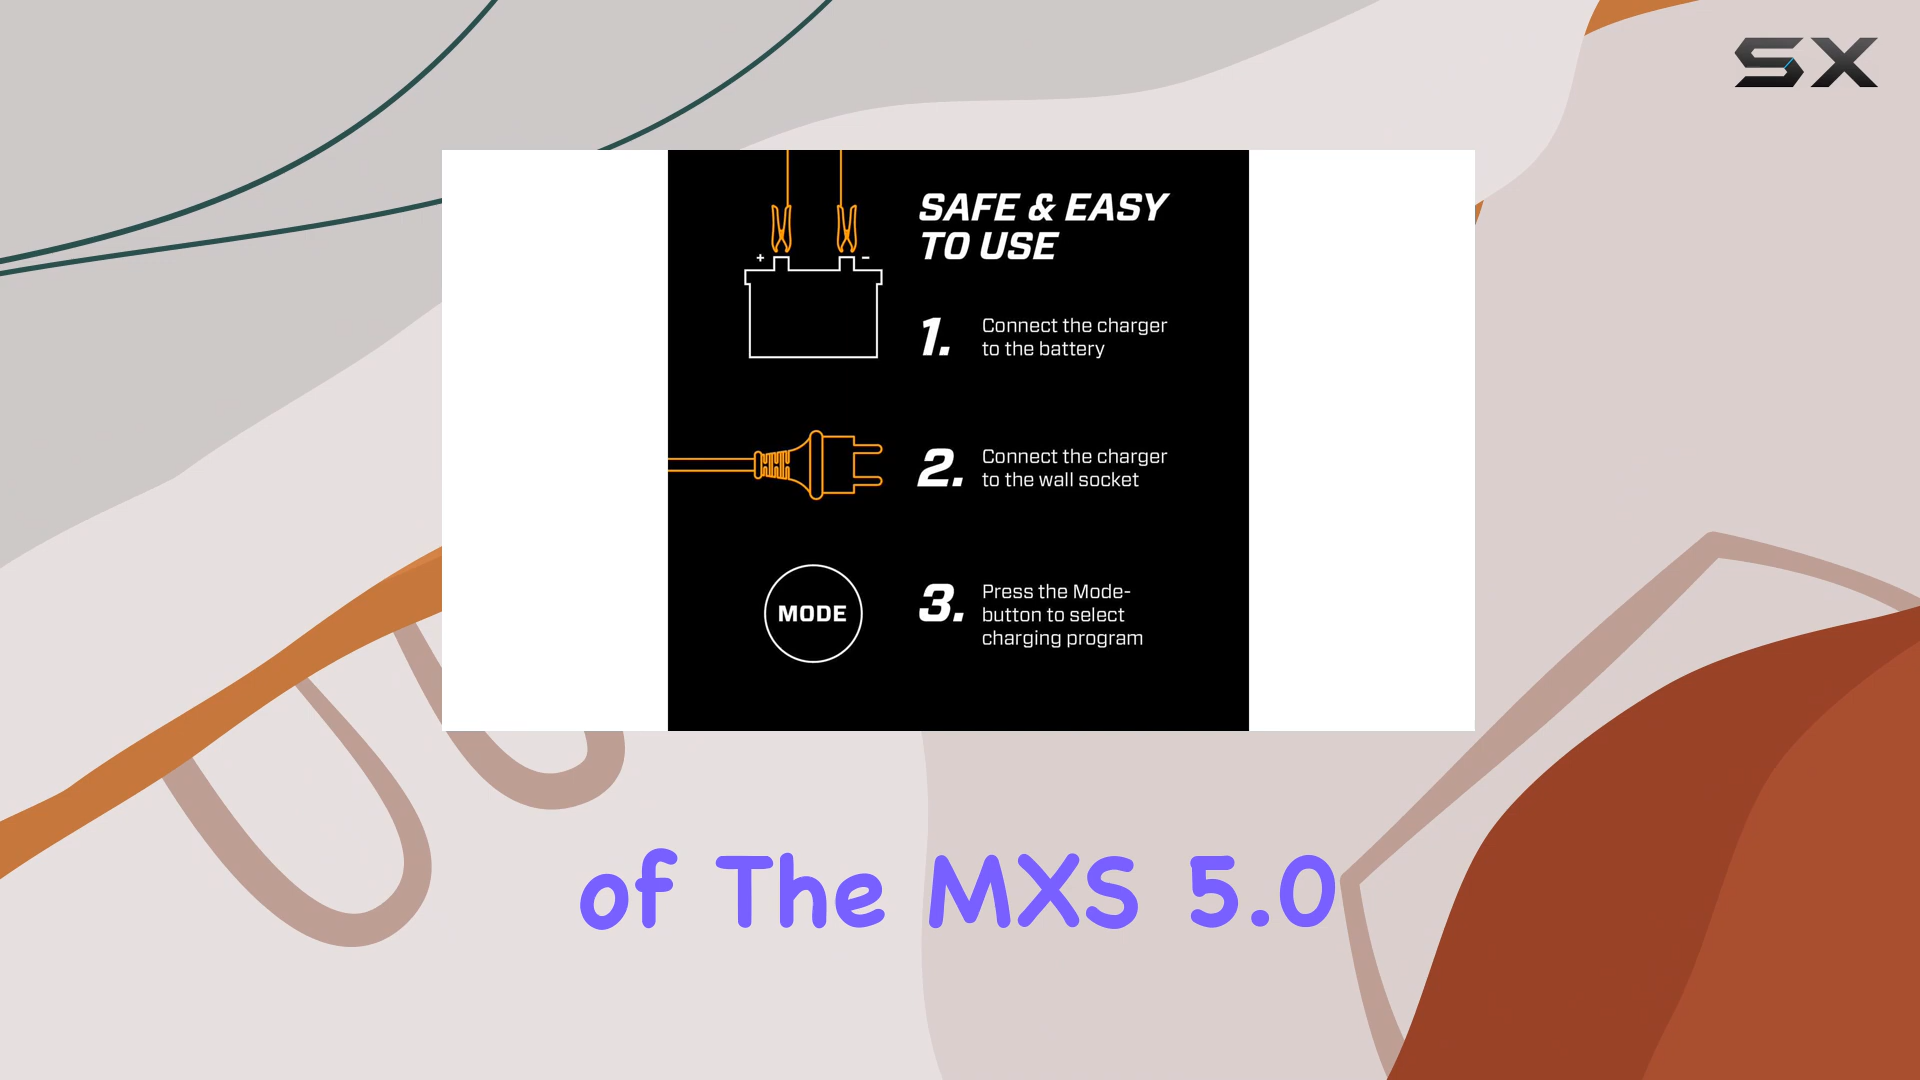 SX
SAFE & EASY
TO USE
+ −
1. Connect the charger
to the battery
2. Connect the charger
to the wall socket
MODE
3. Press the Mode-
button to select
charging program
of The MXS 5.0